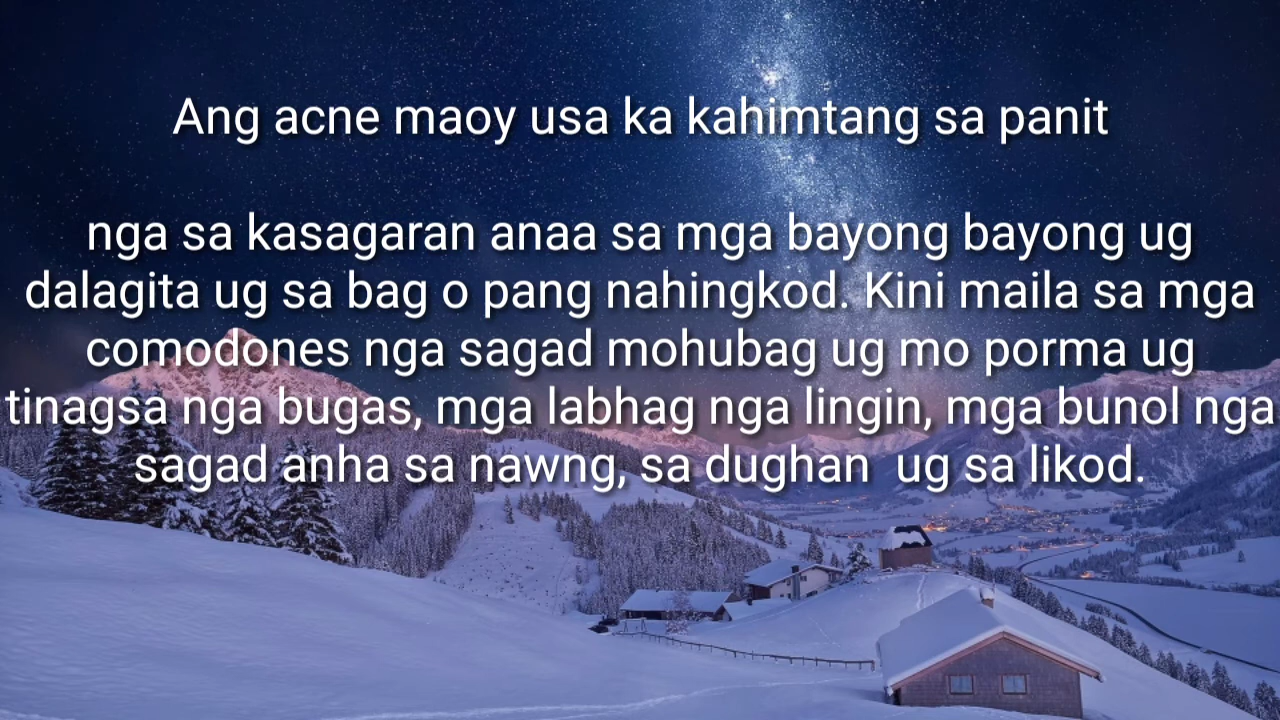 Ang acne maoy usa ka kahimtang sa panit
nga sa kasagaran anaa sa mga bayong bayong ug
dalagita ug sa bag o pang nahingkod. Kini maila sa mga
comodones nga sagad mohubag ug mo porma ug
tinagsa nga bugas, mga labhag nga lingin, mga bunol nga
sagad anha sa nawng, sa dughan  ug sa likod.